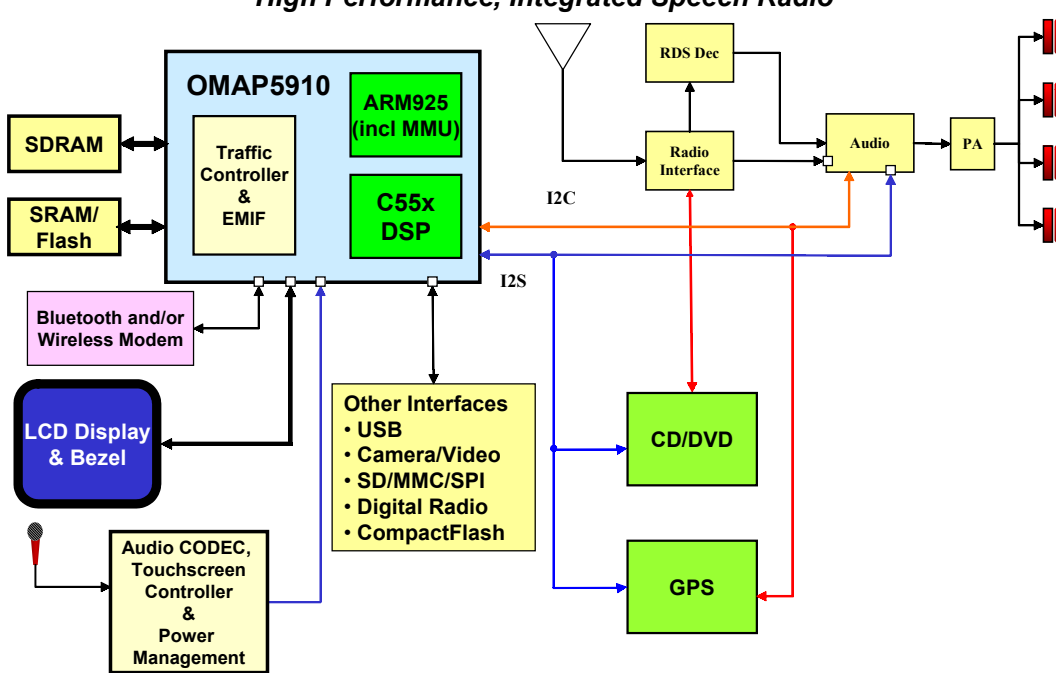 High Performance, Integrated Speech Radio
OMAP5910
ARM925
(incl MMU)
Traffic
Controller
&
EMIF
C55x
DSP
SDRAM
SRAM/
Flash
RDS Dec
Radio
Interface
Audio
PA
I2C
I2S
Bluetooth and/or
Wireless Modem
LCD Display
& Bezel
Other Interfaces
• USB
• Camera/Video
• SD/MMC/SPI
• Digital Radio
• CompactFlash
CD/DVD
GPS
Audio CODEC,
Touchscreen
Controller
&
Power
Management